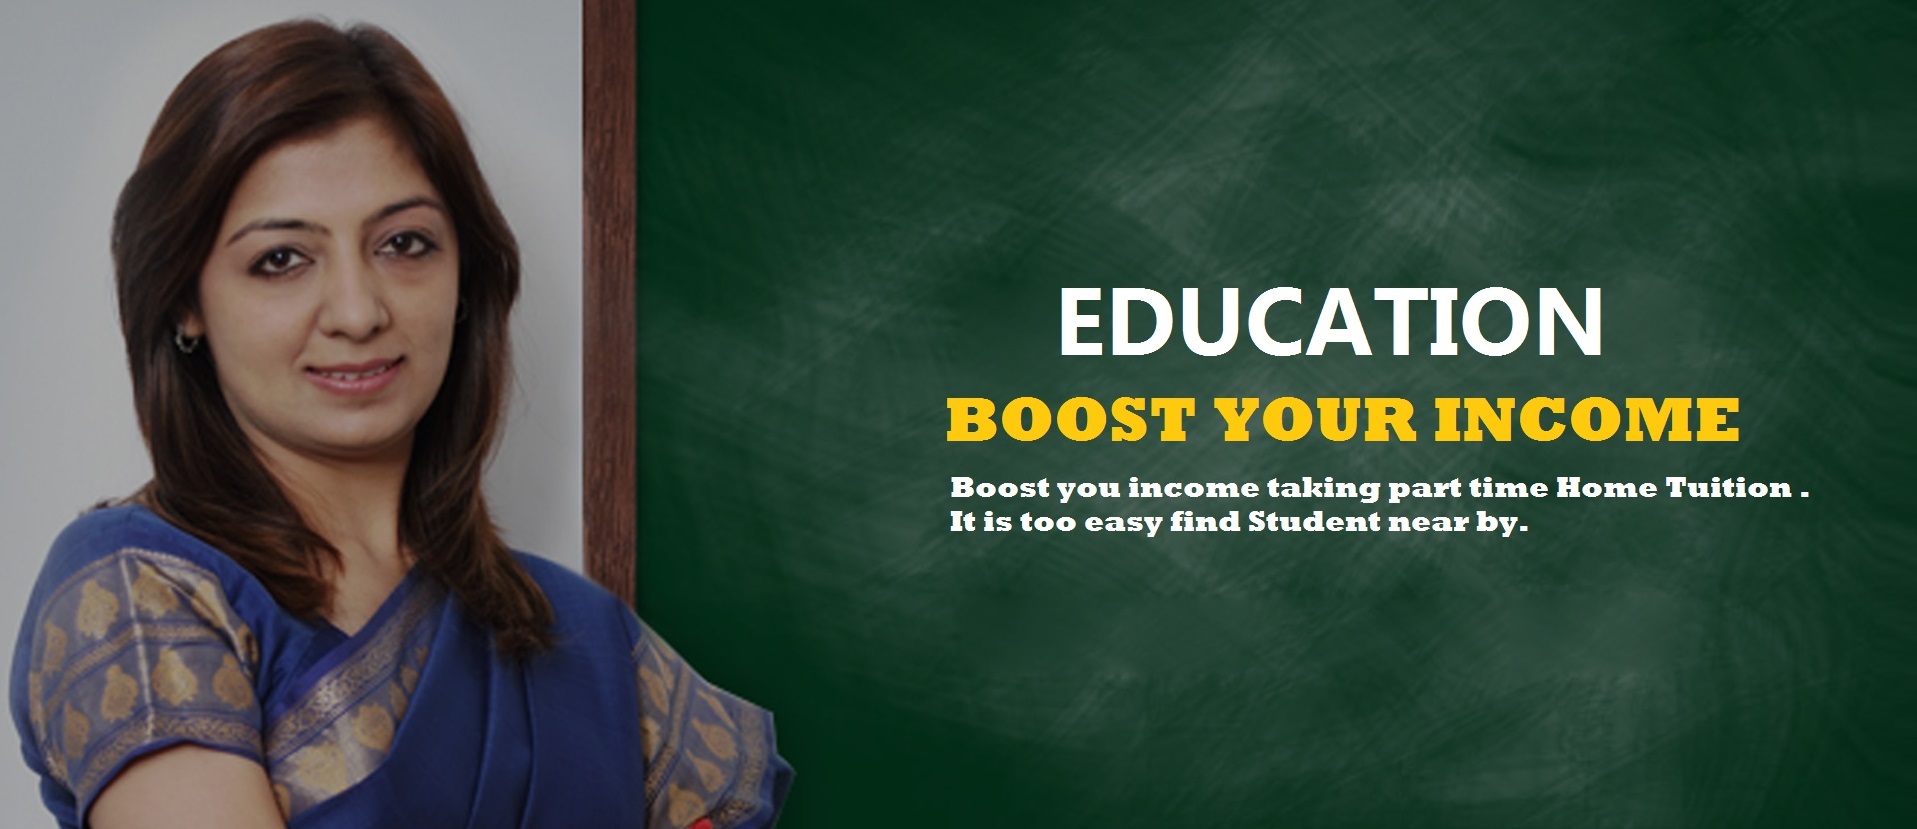 EDUCATION
BOOST YOUR INCOME
Boost you income taking part time Home Tuition .
It is too easy find Student near by.